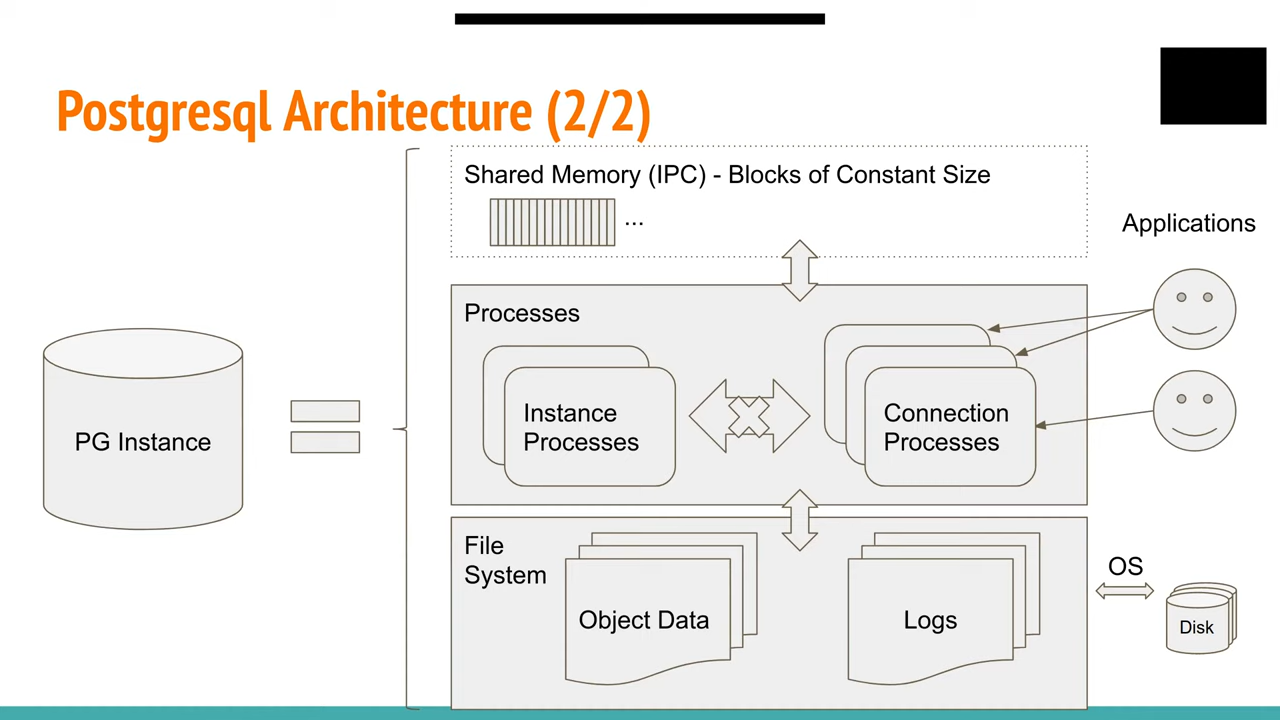 Postgresql Architecture (2/2)
Shared Memory (IPC) - Blocks of Constant Size
...
Applications
Processes
Instance
Processes
Connection
Processes
PG Instance
File
System
Object Data
Logs
OS
Disk